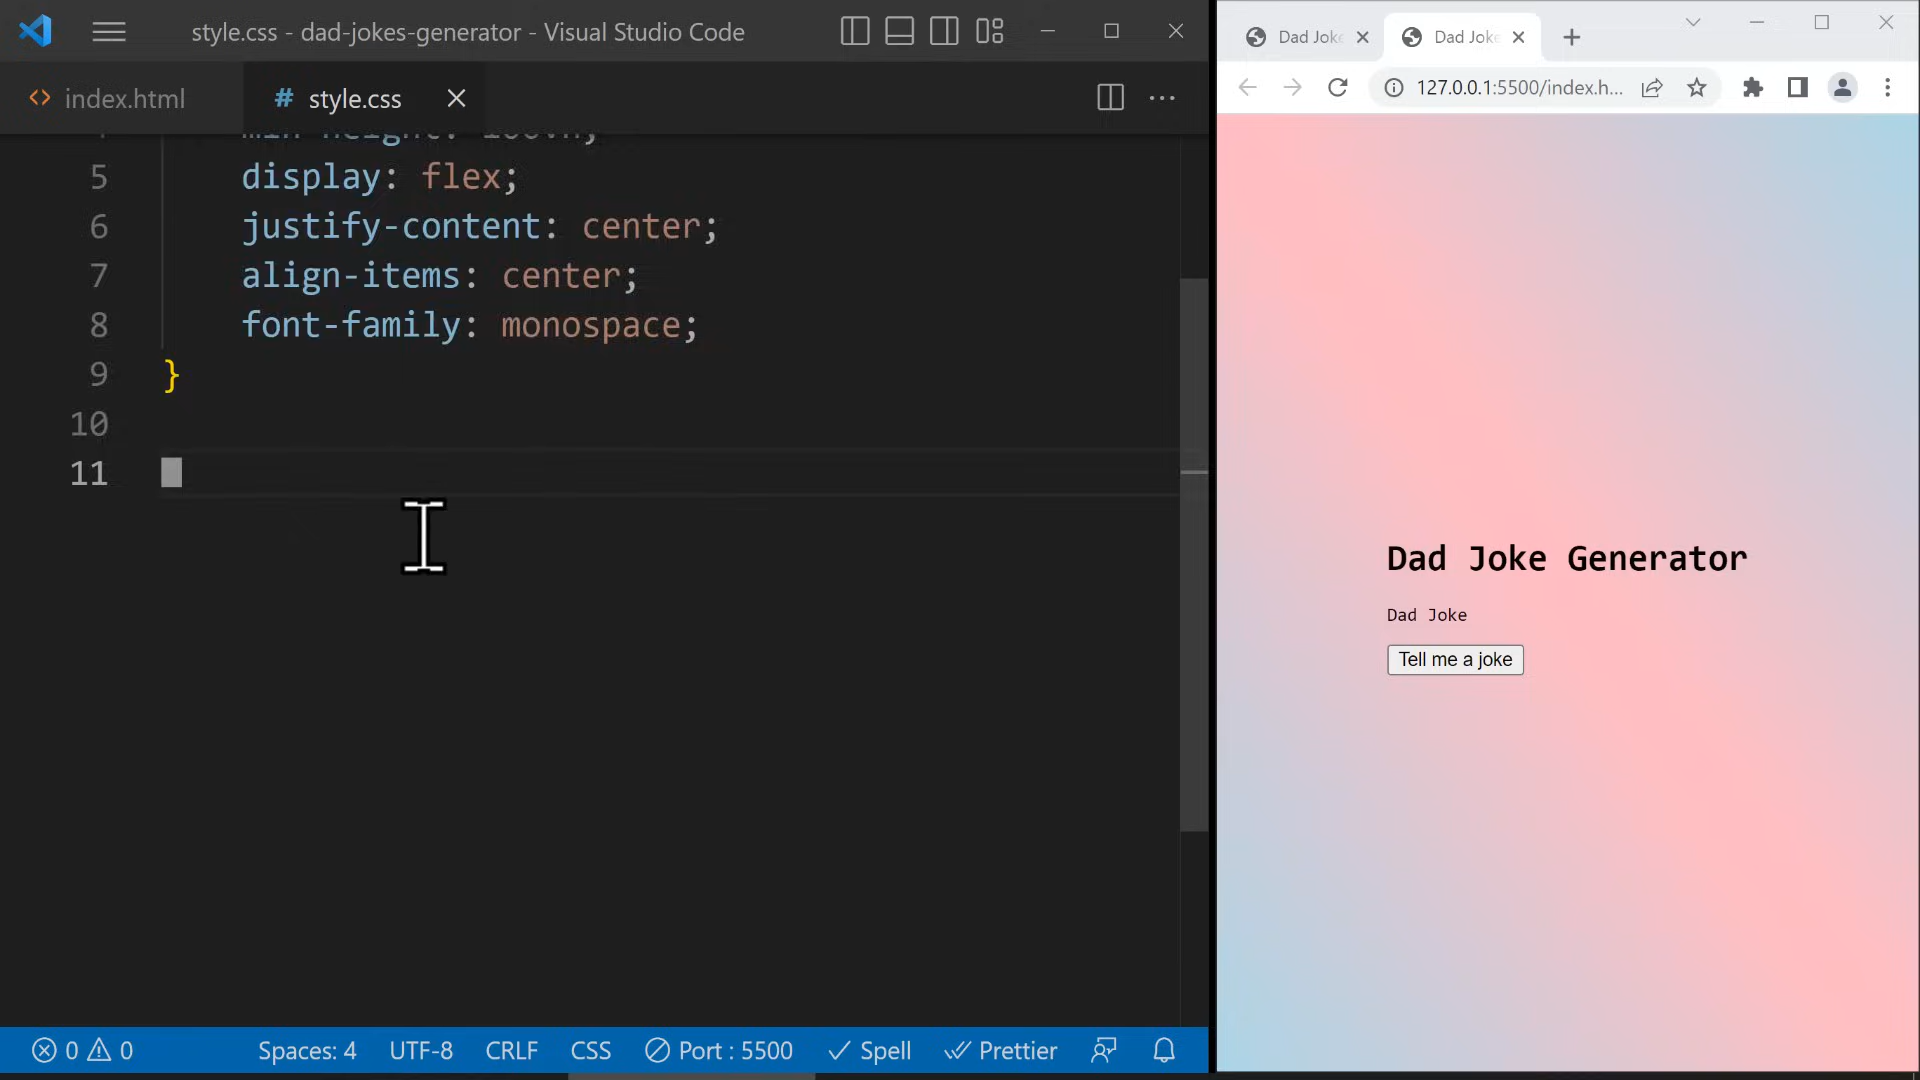 style.css - dad-jokes-generator - Visual Studio Code
index.html
# style.css
5 display: flex;
6 justify-content: center;
7 align-items: center;
8 font-family: monospace;
9 }
10
11
0 0
Spaces: 4
UTF-8
CRLF
CSS
Port : 5500
Spell
Prettier
Dad Joke
Dad Joke
127.0.0.1:5500/index.h...
Dad Joke Generator
Dad Joke
Tell me a joke